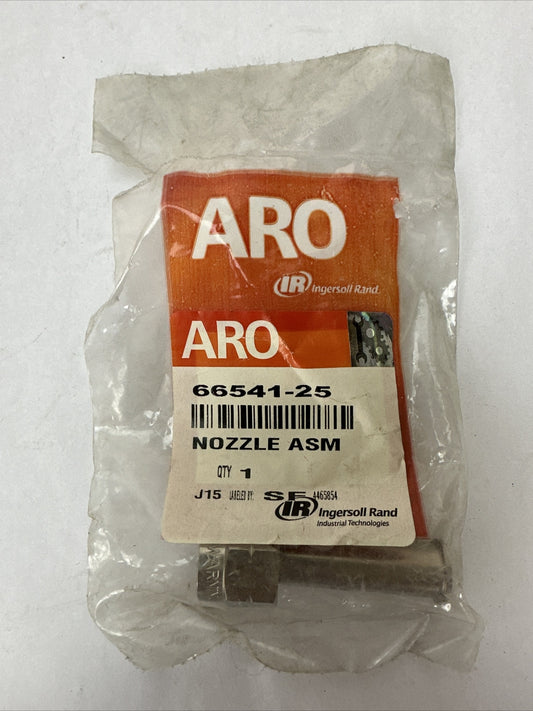 ARO
IR Ingersoll Rand
ARO
66541-25
NOZZLE ASM
QTY 1
J15 LABELED BY: SF 4465854
IR Ingersoll Rand
Industrial Technologies